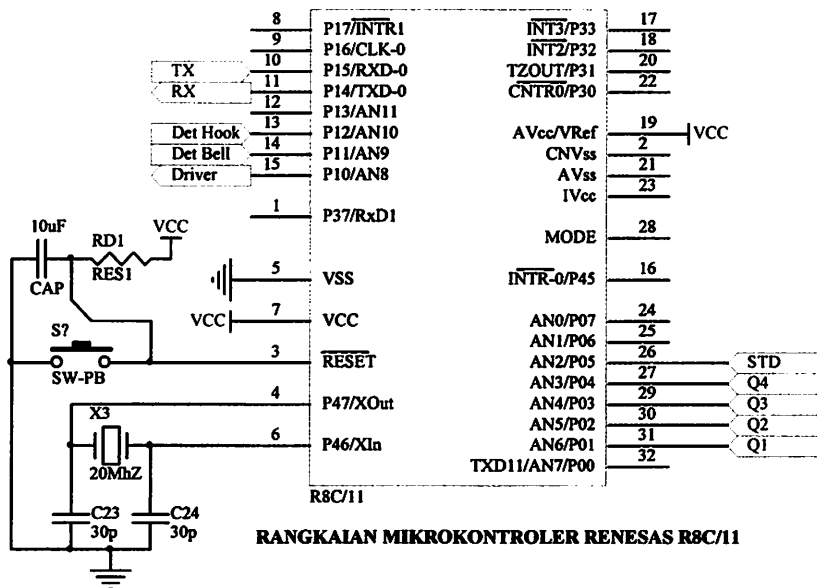 8 P17/INTR1
9 P16/CLK-0
TX 10 P15/RXD-0
RX 11 P14/TXD-0
12 P13/AN11
Det Hook 13 P12/AN10
Det Bell 14 P11/AN9
Driver 15 P10/AN8
1 P37/RxD1
10uF
CAP
RD1
RES1
VCC
5 VSS
VCC 7 VCC
S?
SW-PB
3 RESET
4 P47/XOut
X3
20MhZ
6 P46/XIn
C23
30p
C24
30p
INT3/P33 17
INT2/P32 18
TZOUT/P31 20
CNTR0/P30 22
AVcc/VRef 19 VCC
CNVss 2
AVss 21
IVcc 23
MODE 28
INTR-0/P45 16
AN0/P07 24
AN1/P06 25
AN2/P05 26 STD
AN3/P04 27 Q4
AN4/P03 29 Q3
AN5/P02 30 Q2
AN6/P01 31 Q1
TXD11/AN7/P00 32
R8C/11
RANGKAIAN MIKROKONTROLER RENESAS R8C/11